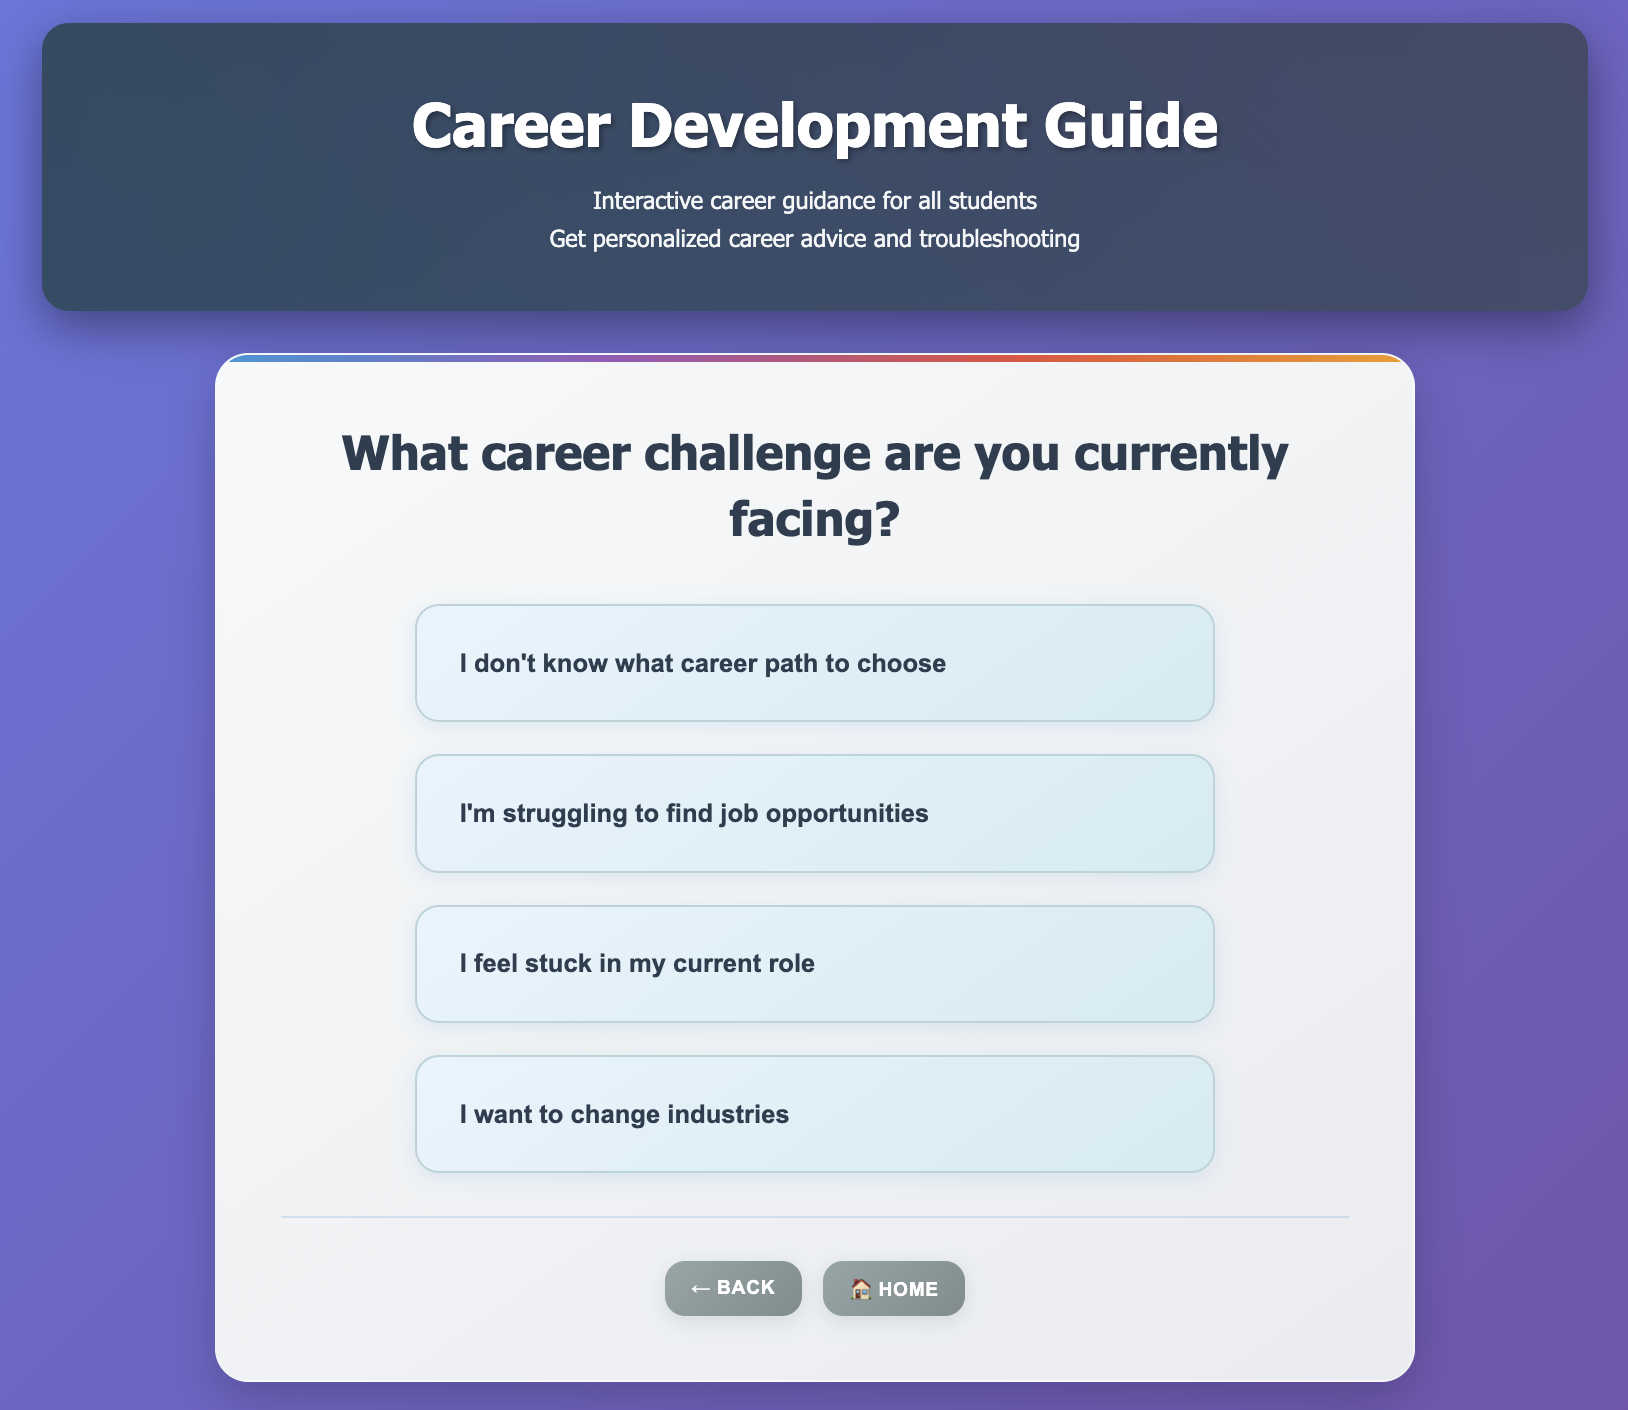 Career Development Guide
Interactive career guidance for all students
Get personalized career advice and troubleshooting
What career challenge are you currently
facing?
I don't know what career path to choose
I'm struggling to find job opportunities
I feel stuck in my current role
I want to change industries
← BACK
🏠 HOME